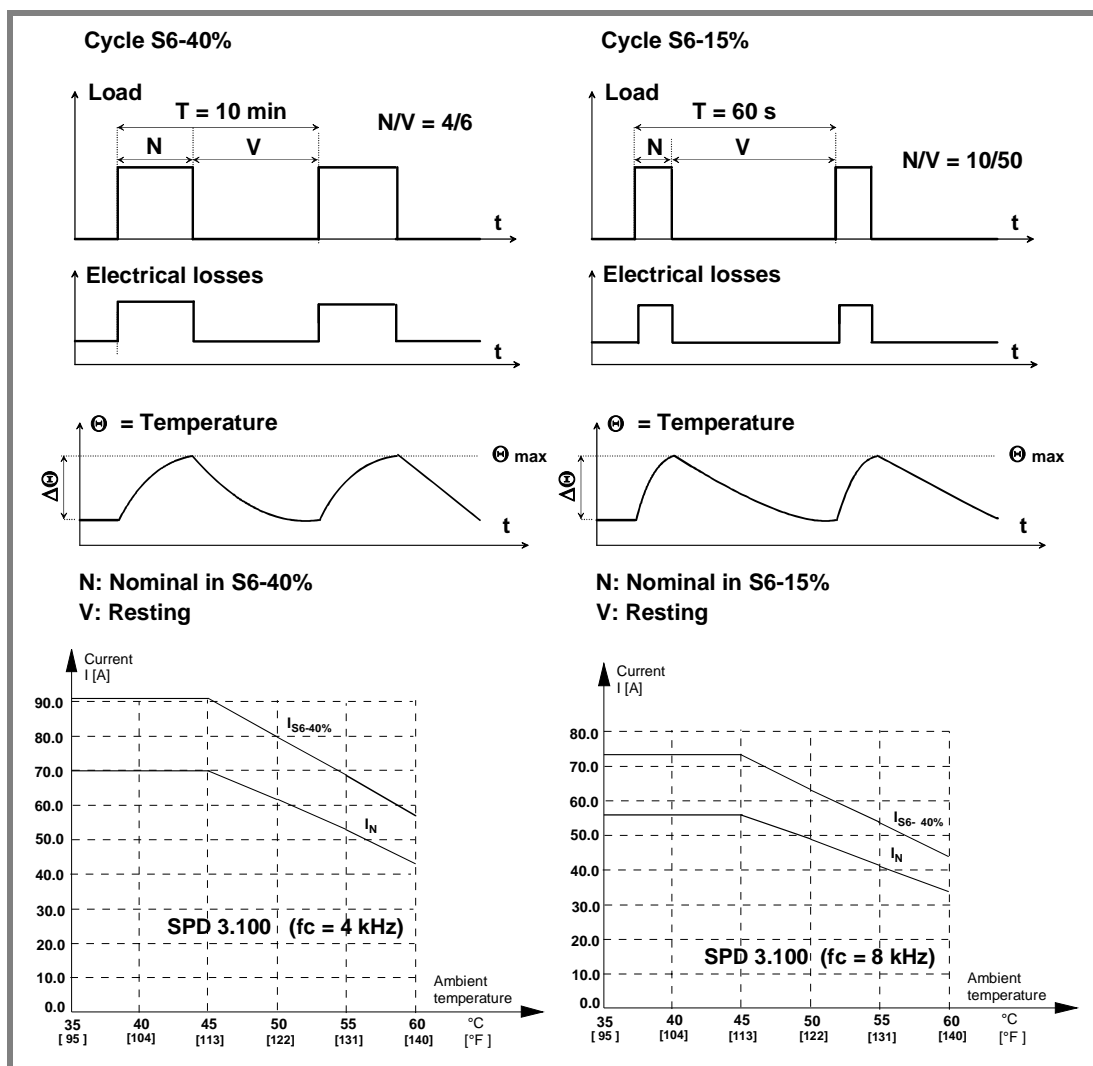 Cycle S6-40%
Load
T = 10 min
N/V = 4/6
N
V
t
Electrical losses
t
Θ = Temperature
Θ max
ΔΘ
t
N: Nominal in S6-40%
V: Resting
Cycle S6-15%
Load
T = 60 s
N
V
N/V = 10/50
t
Electrical losses
t
Θ = Temperature
Θ max
ΔΘ
t
N: Nominal in S6-15%
V: Resting
Current
I [A]
90.0
80.0
70.0
60.0
50.0
40.0
30.0
20.0
10.0
0.0
IS6-40%
IN
SPD 3.100 (fc = 4 kHz)
Ambient
temperature
35 40 45 50 55 60 °C
[ 95 ] [104] [113] [122] [131] [140] [°F ]
Current
I [A]
80.0
70.0
60.0
50.0
40.0
30.0
20.0
10.0
0.0
IS6- 40%
IN
SPD 3.100 (fc = 8 kHz)
Ambient
temperature
35 40 45 50 55 60 °C
[ 95 ] [104] [113] [122] [131] [140] [°F ]